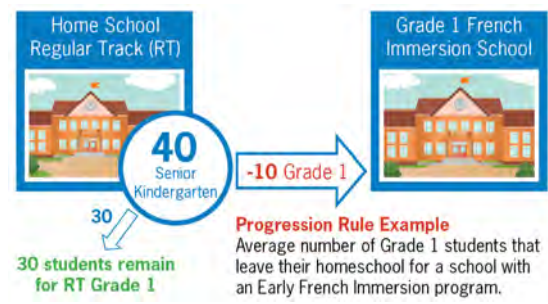 Home School
Regular Track (RT)
Grade 1 French
Immersion School
40
Senior
Kindergarten
-10 Grade 1
30
30 students remain
for RT Grade 1
Progression Rule Example
Average number of Grade 1 students that
leave their homeschool for a school with
an Early French Immersion program.